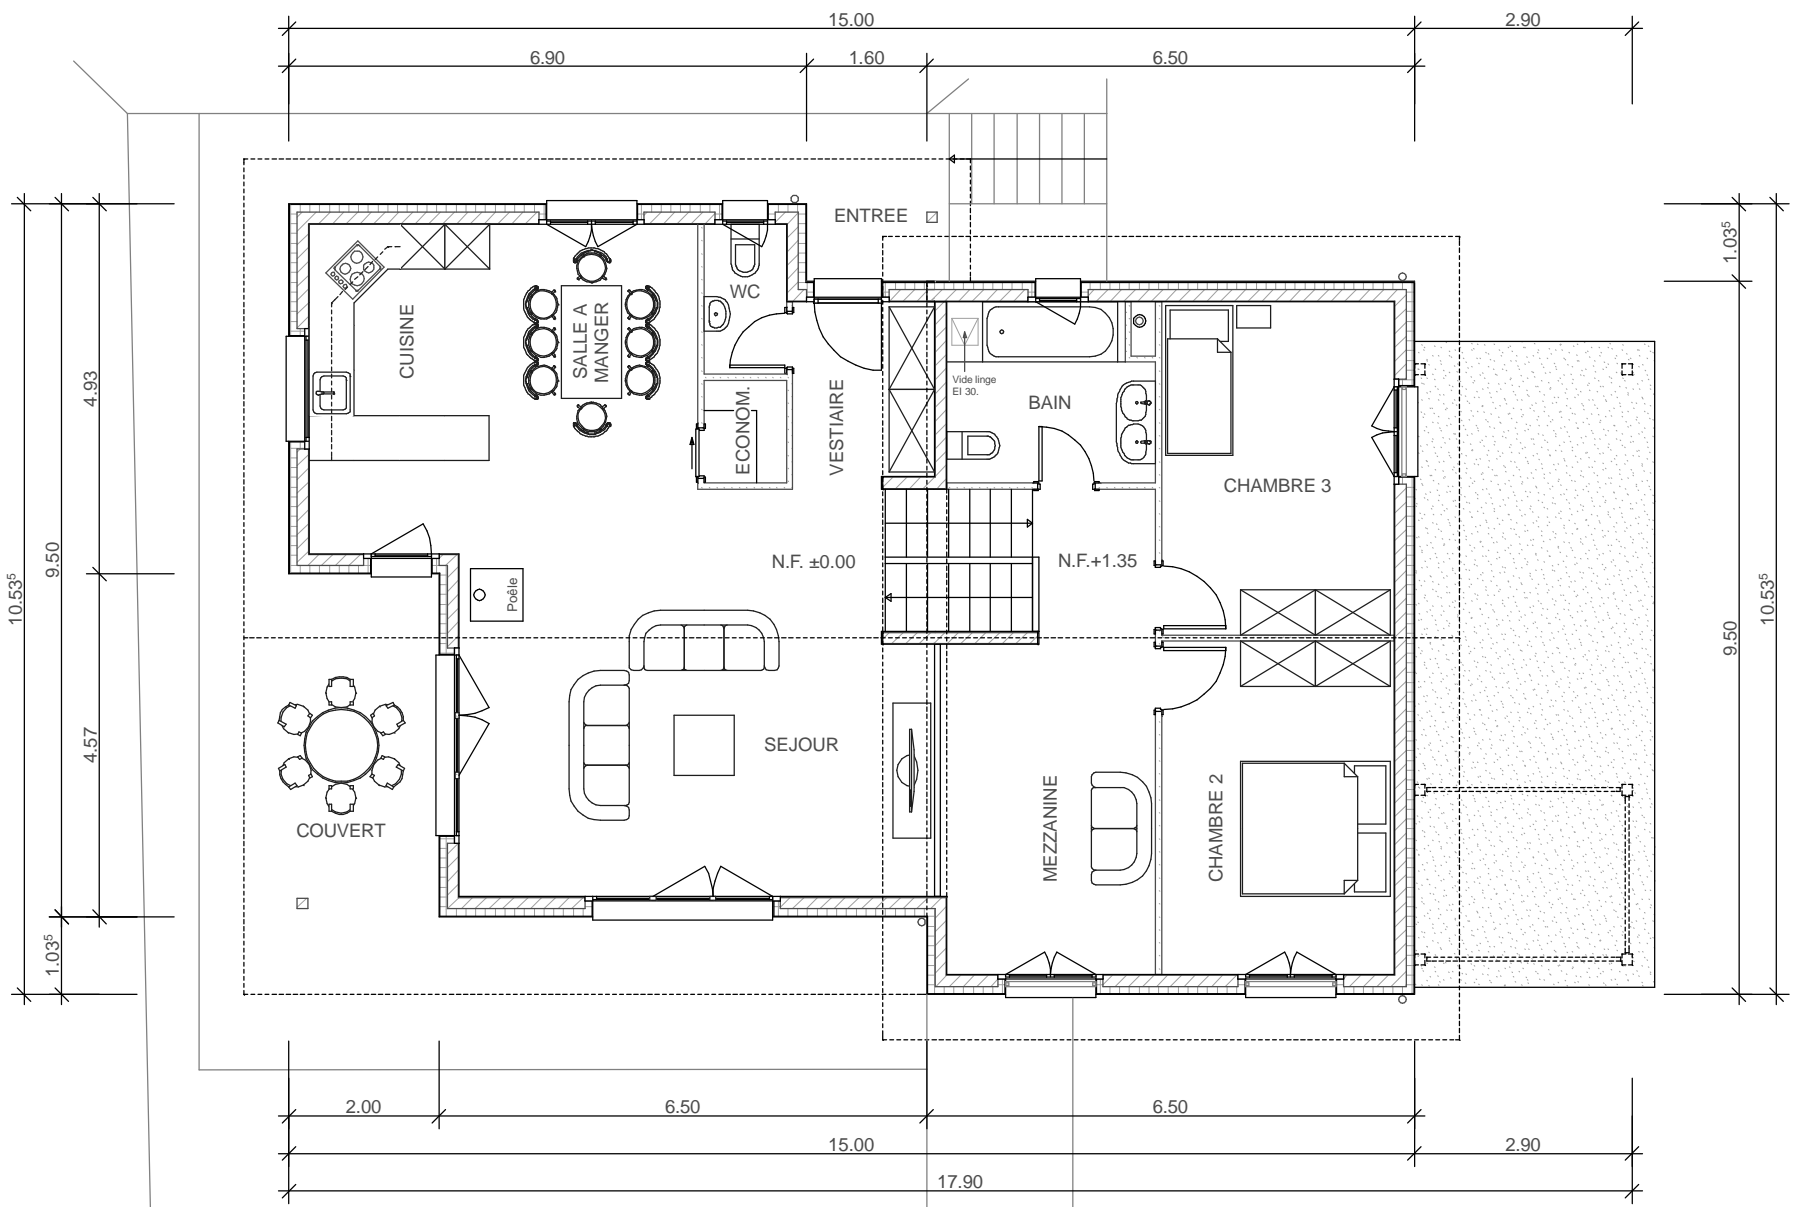 15.00
2.90
6.90
1.60
6.50
ENTREE
WC
CUISINE
SALLE A
MANGER
ECONOM.
VESTIAIRE
Vide linge
EI 30.
BAIN
CHAMBRE 3
N.F. ±0.00
N.F.+1.35
Poêle
SEJOUR
COUVERT
MEZZANINE
CHAMBRE 2
4.93
9.50
10.53⁵
4.57
1.03⁵
1.03⁵
10.53⁵
9.50
2.00
6.50
6.50
15.00
2.90
17.90